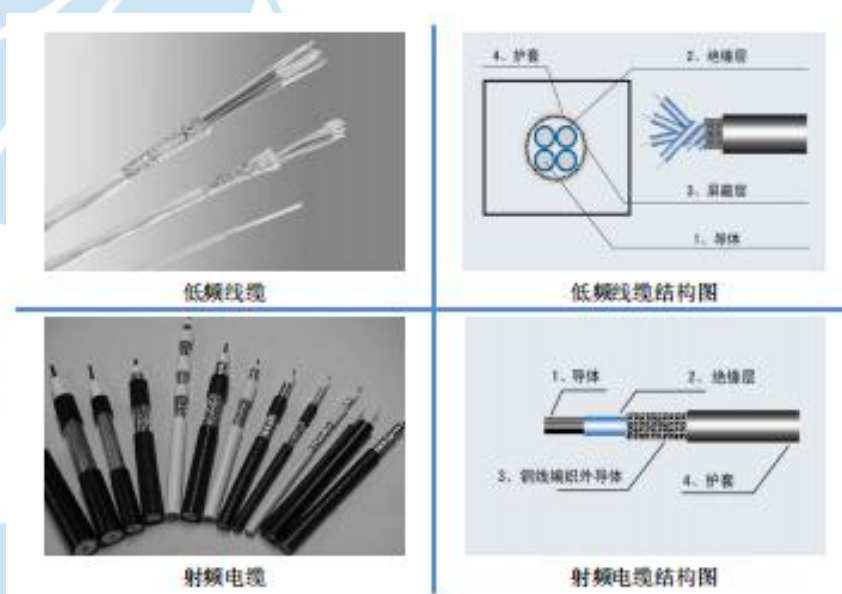 4、护套
2、绝缘层
3、屏蔽层
1、导体
低频线缆
低频线缆结构图
1、导体
2、绝缘层
3、铜线编织外导体
4、护套
射频电缆
射频电缆结构图